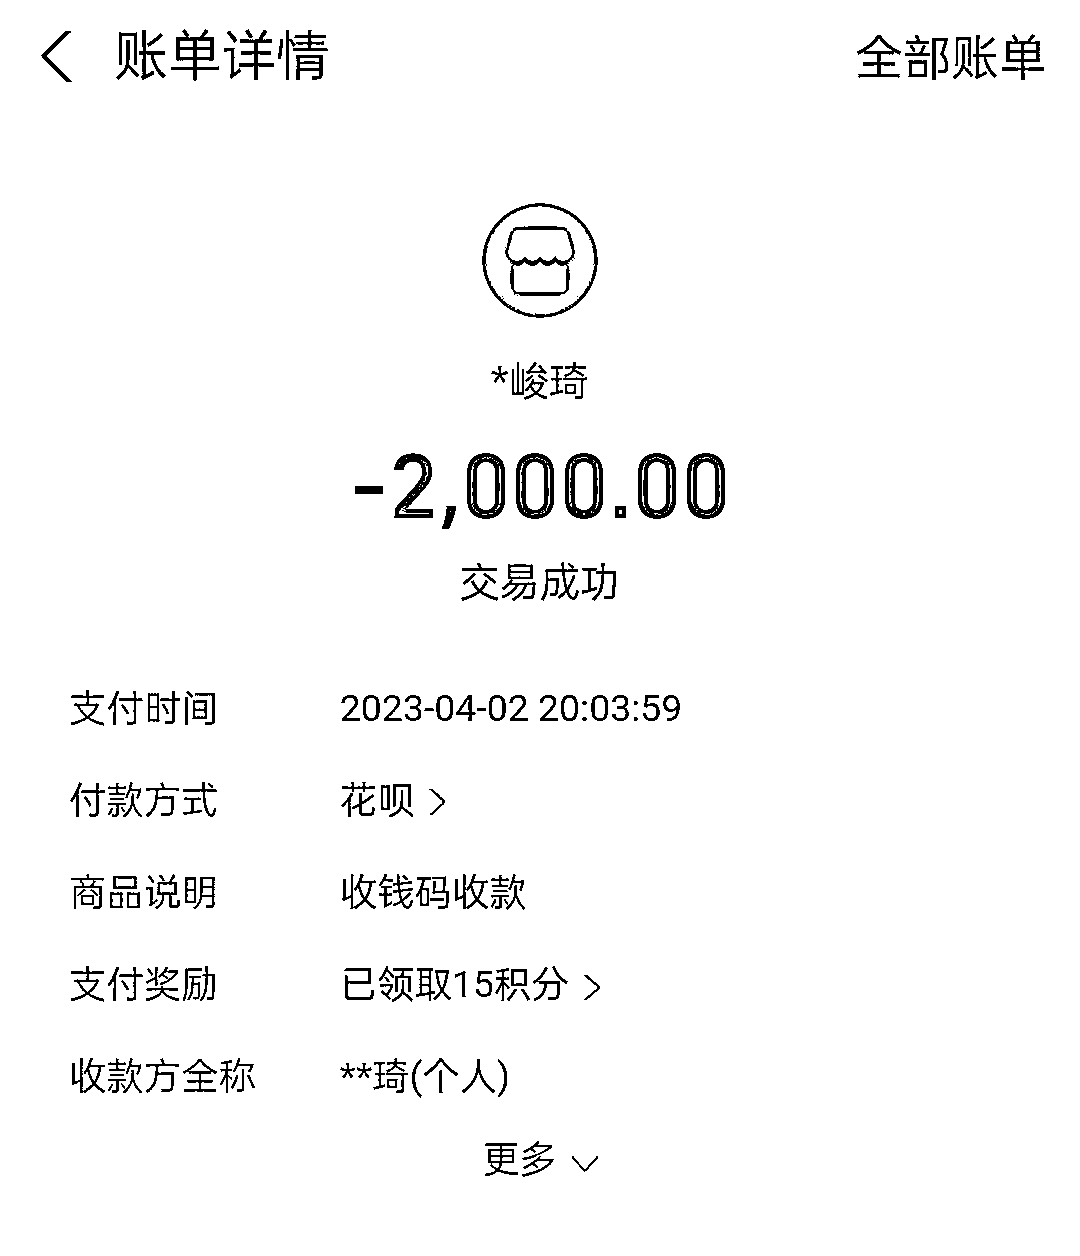 账单详情 全部账单
*峻琦
-2,000.00
交易成功
支付时间 2023-04-02 20:03:59
付款方式 花呗
商品说明 收钱码收款
支付奖励 已领取15积分
收款方全称 **琦(个人)
更多